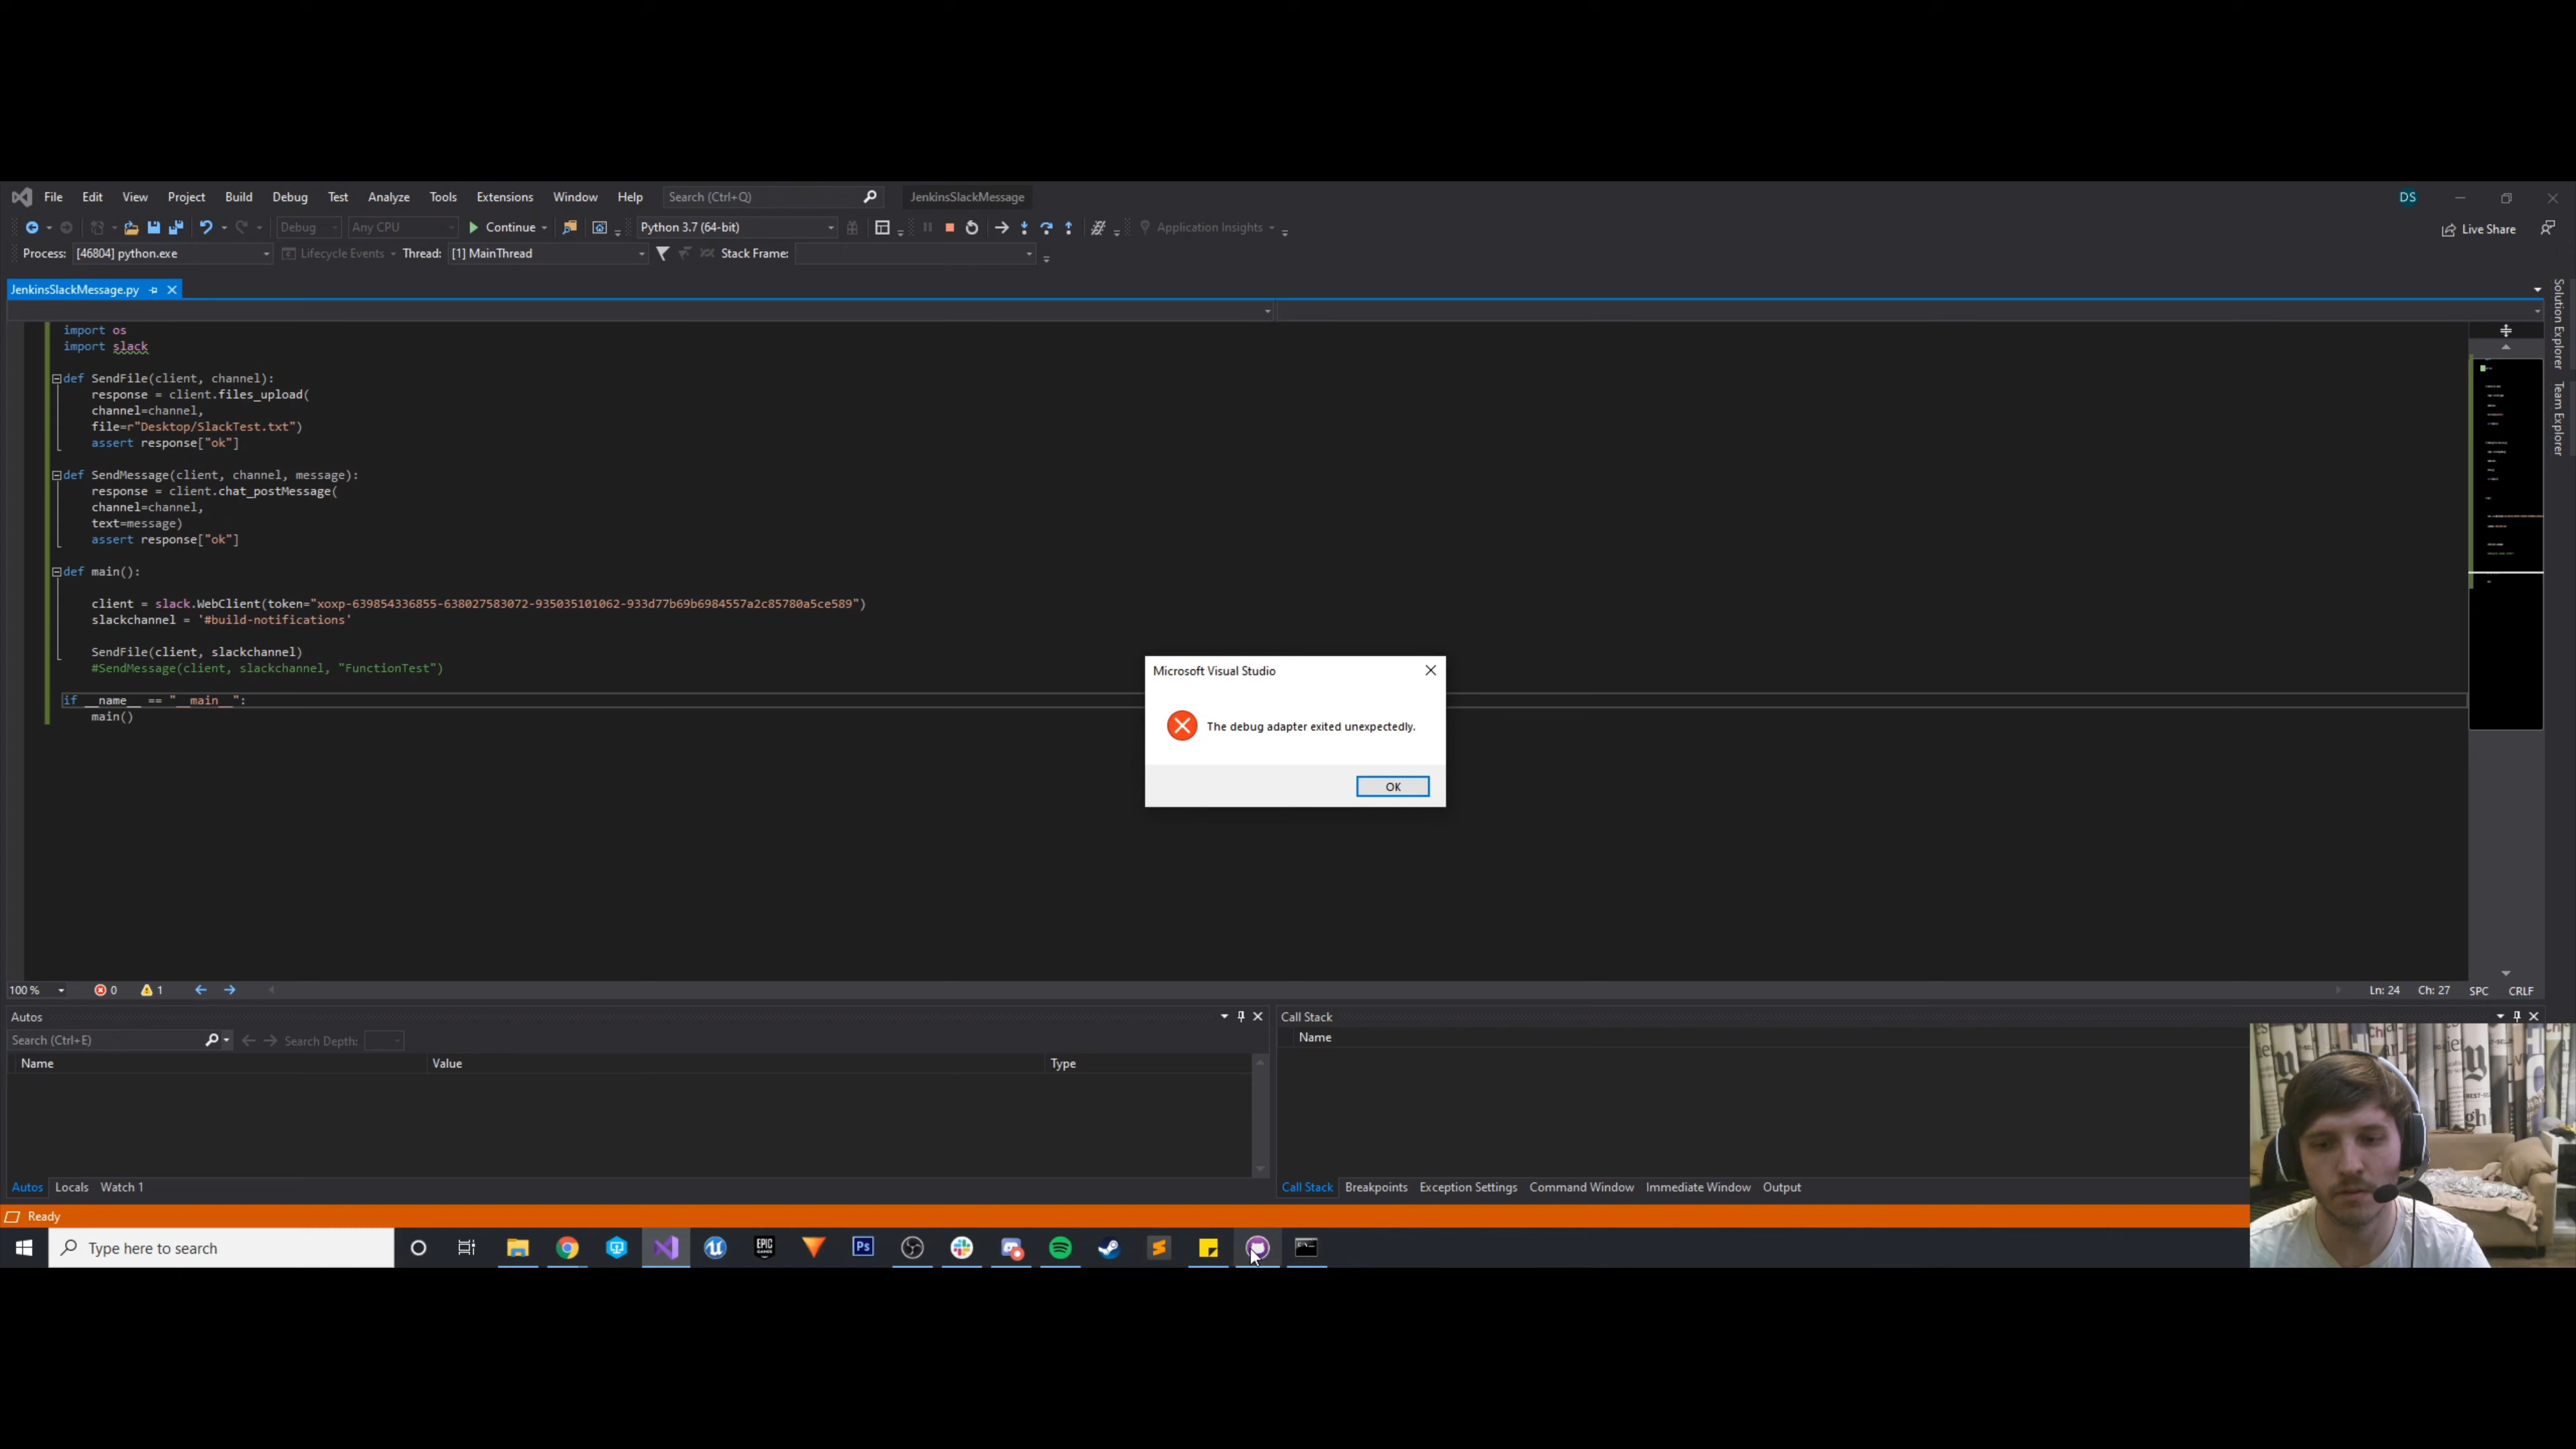 File Edit View Project Build Debug Test Analyze Tools Extensions Window Help Search (Ctrl+Q) JenkinsSlackMessage DS
Debug Any CPU Continue Python 3.7 (64-bit) Application Insights Live Share
Process: [46804] python.exe Lifecycle Events Thread: [1] MainThread Stack Frame:
JenkinsSlackMessage.py
Solution Explorer
Team Explorer
import os
import slack
def SendFile(client, channel):
response = client.files_upload(
channel=channel,
file=r"Desktop/SlackTest.txt")
assert response["ok"]
def SendMessage(client, channel, message):
response = client.chat_postMessage(
channel=channel,
text=message)
assert response["ok"]
def main():
client = slack.WebClient(token="xoxp-639854336855-638027583072-935035101062-933d77b69b6984557a2c85780a5ce589")
slackchannel = '#build-notifications'
SendFile(client, slackchannel)
#SendMessage(client, slackchannel, "FunctionTest")
if __name__ == "__main__":
main()
Microsoft Visual Studio
The debug adapter exited unexpectedly.
OK
100 % 0 1 Ln: 24 Ch: 27 SPC CRLF
Autos
Search (Ctrl+E) Search Depth:
Name Value Type
Autos Locals Watch 1
Call Stack
Name
Call Stack Breakpoints Exception Settings Command Window Immediate Window Output
Ready
Type here to search
EPIC GAMES
Ps